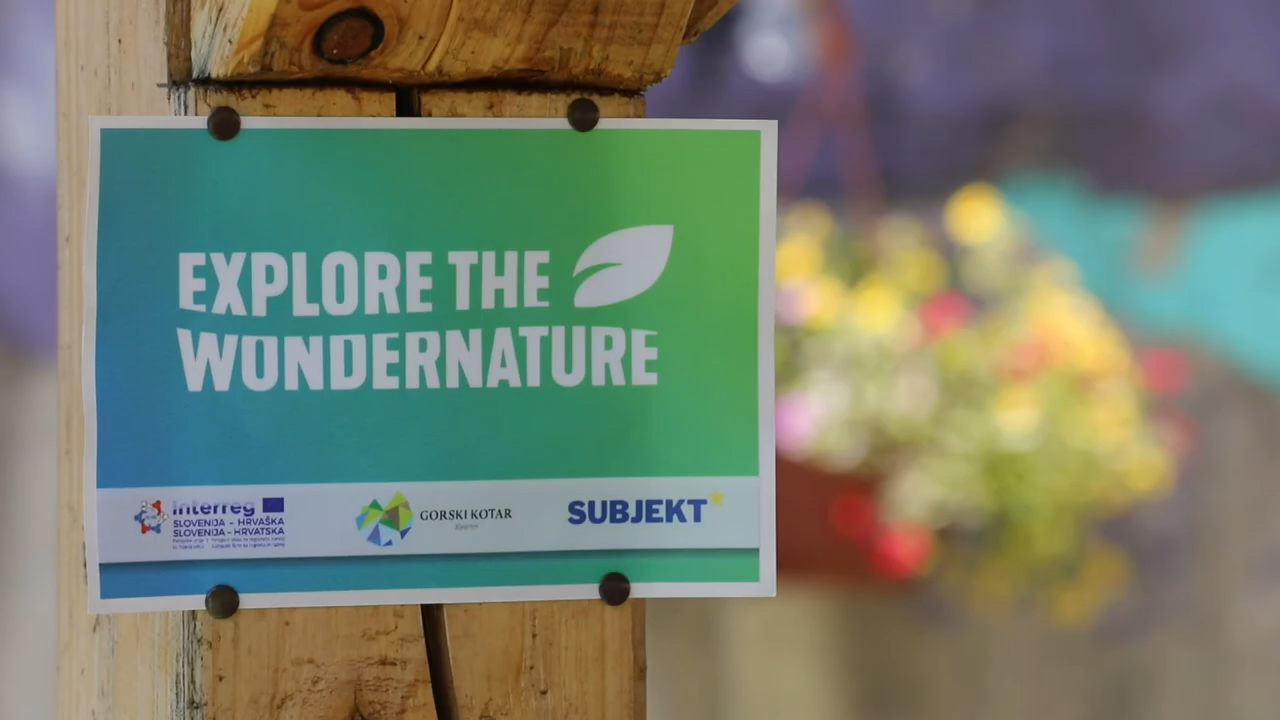 EXPLORE THE
WONDERNATURE
Interreg
SLOVENIJA – HRVAŠKA
SLOVENIJA – HRVATSKA
GORSKI KOTAR
SUBJEKT